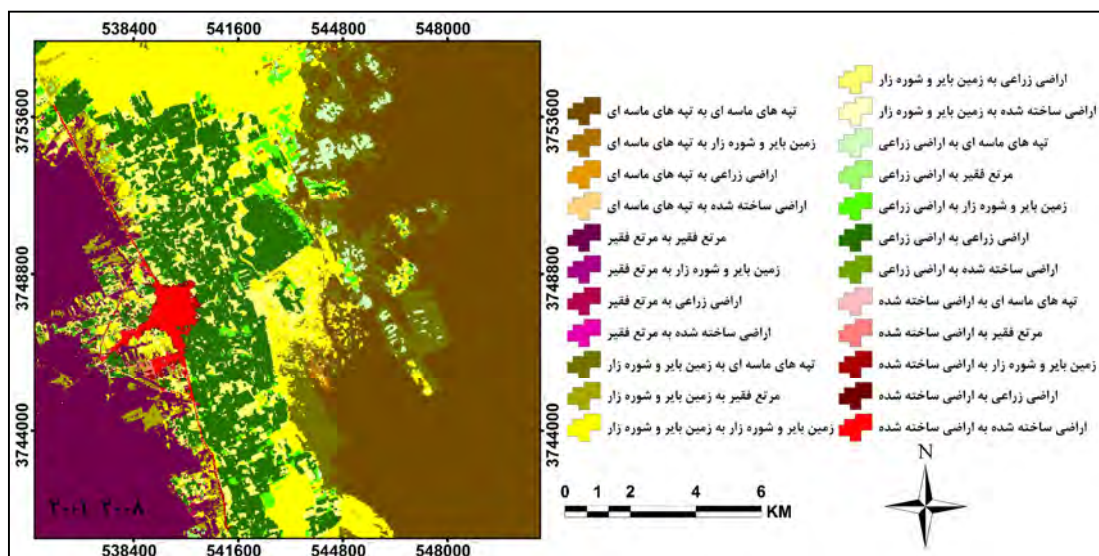 538400 541600 544800 548000
3753600
3748800
3744000
3753600
3748800
3744000
۲۰۰۱ ۲۰۰۸
538400 541600 544800 548000
تپه های ماسه ای به تپه های ماسه ای
زمین بایر و شوره زار به تپه های ماسه ای
اراضی زراعی به تپه های ماسه ای
اراضی ساخته شده به تپه های ماسه ای
مرتع فقیر به مرتع فقیر
زمین بایر و شوره زار به مرتع فقیر
اراضی زراعی به مرتع فقیر
اراضی ساخته شده به مرتع فقیر
تپه های ماسه ای به زمین بایر و شوره زار
مرتع فقیر به زمین بایر و شوره زار
زمین بایر و شوره زار به زمین بایر و شوره زار
اراضی زراعی به زمین بایر و شوره زار
اراضی ساخته شده به زمین بایر و شوره زار
تپه های ماسه ای به اراضی زراعی
مرتع فقیر به اراضی زراعی
زمین بایر و شوره زار به اراضی زراعی
اراضی زراعی به اراضی زراعی
اراضی ساخته شده به اراضی زراعی
تپه های ماسه ای به اراضی ساخته شده
مرتع فقیر به اراضی ساخته شده
زمین بایر و شوره زار به اراضی ساخته شده
اراضی زراعی به اراضی ساخته شده
اراضی ساخته شده به اراضی ساخته شده
0 1 2 4 6
KM
N